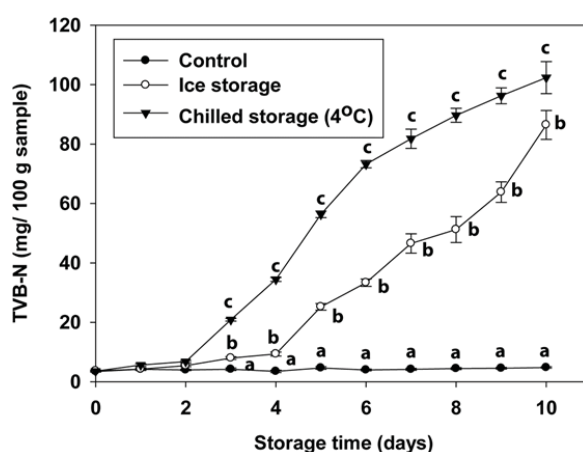 120
100
80
60
40
20
0
TVB-N (mg/ 100 g sample)
Control
Ice storage
Chilled storage (4⁰C)
c
c
c
c
c
c
c
c
b
b
b
b
b
b
b
b
a
a
a
a
a
a
a
a
0 2 4 6 8 10
Storage time (days)